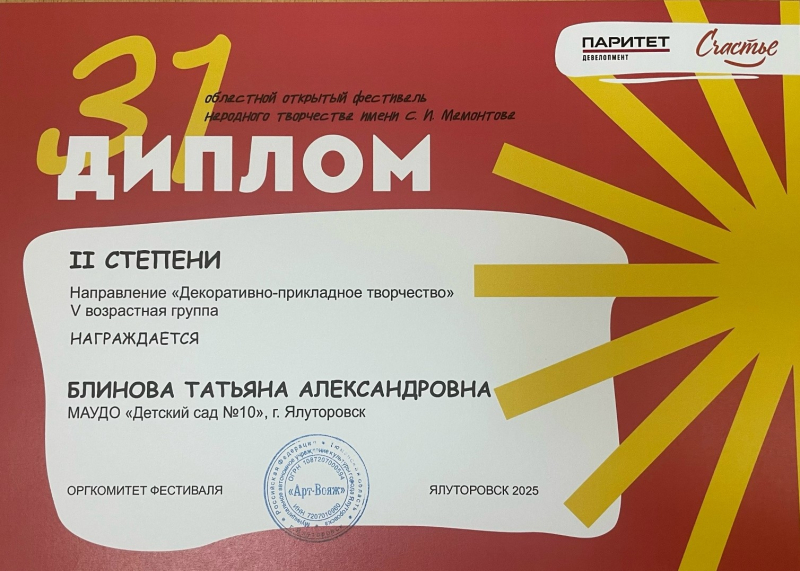 ПАРИТЕТ
ДЕВЕЛОПМЕНТ
Счастье
31
областной открытый фестиваль
народного творчества имени С. И. Мамонтова
ДИПЛОМ
II СТЕПЕНИ
Направление «Декоративно-прикладное творчество»
V возрастная группа
НАГРАЖДАЕТСЯ
БЛИНОВА ТАТЬЯНА АЛЕКСАНДРОВНА
МАУДО «Детский сад №10», г. Ялуторовск
ОРГКОМИТЕТ ФЕСТИВАЛЯ
«Арт-Вояж»
ЯЛУТОРОВСК 2025